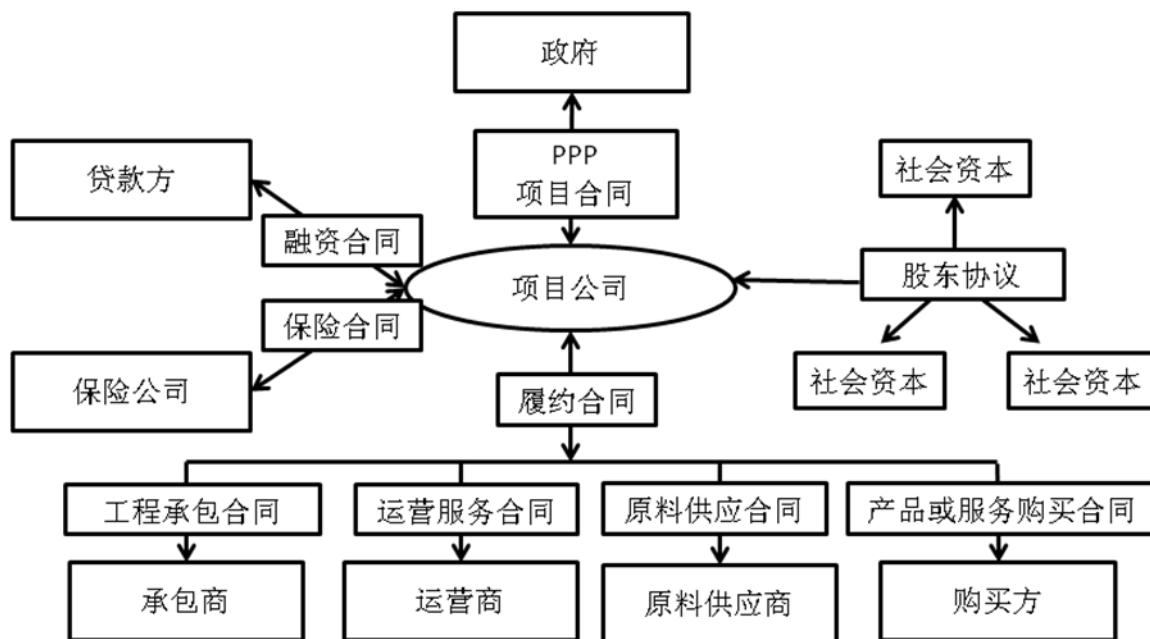 政府
PPP
项目合同
贷款方
社会资本
融资合同
项目公司
股东协议
保险合同
保险公司
社会资本
社会资本
履约合同
工程承包合同
运营服务合同
原料供应合同
产品或服务购买合同
承包商
运营商
原料供应商
购买方